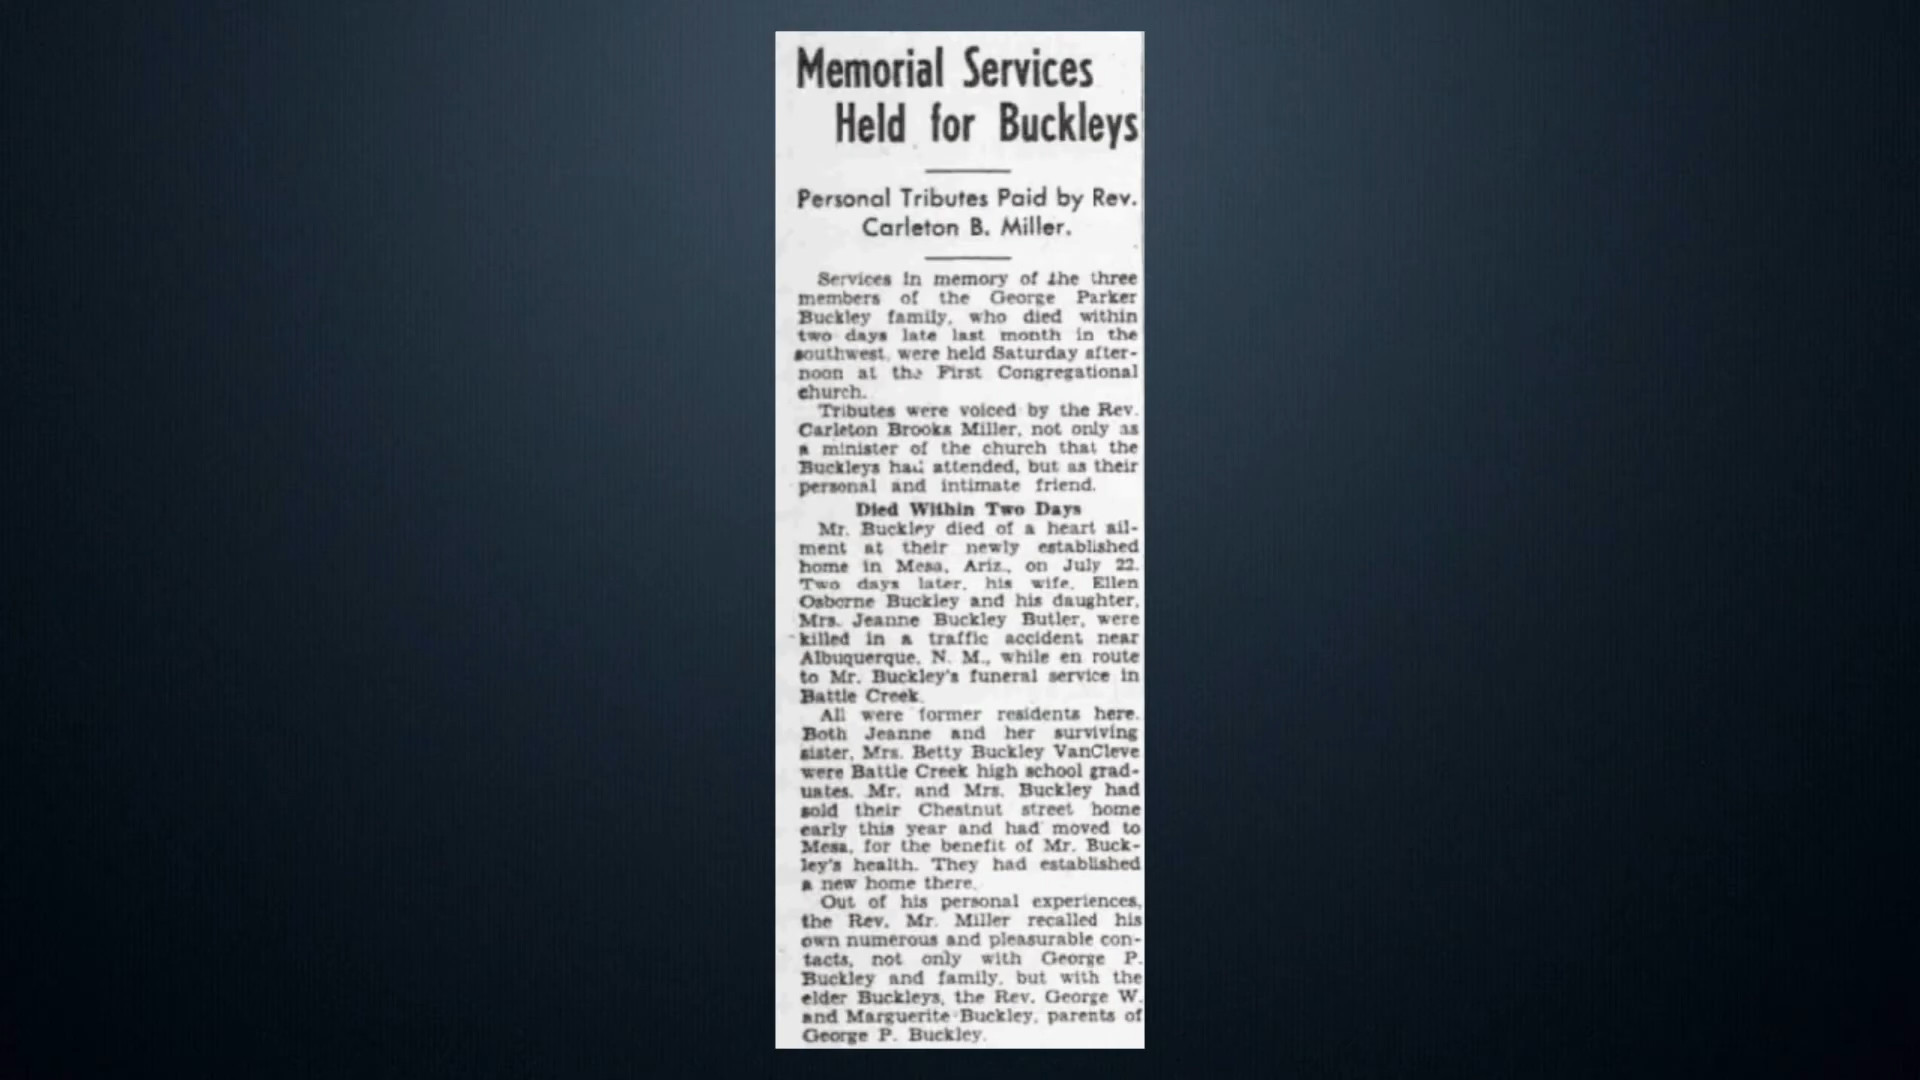 Memorial Services
Held for Buckleys
Personal Tributes Paid by Rev.
Carleton B. Miller.
Services in memory of the three
members of the George Parker
Buckley family, who died within
two days late last month in the
southwest, were held Saturday after-
noon at the First Congregational
church.
Tributes were voiced by the Rev.
Carleton Brooks Miller, not only as
a minister of the church that the
Buckleys had attended, but as their
personal and intimate friend.
Died Within Two Days
Mr. Buckley died of a heart ail-
ment at their newly established
home in Mesa, Ariz., on July 22.
Two days later, his wife, Ellen
Osborne Buckley and his daughter,
Mrs. Jeanne Buckley Butler, were
killed in a traffic accident near
Albuquerque, N. M., while en route
to Mr. Buckley's funeral service in
Battle Creek.
All were former residents here.
Both Jeanne and her surviving
sister, Mrs. Betty Buckley VanCleve
were Battle Creek high school grad-
uates. Mr. and Mrs. Buckley had
sold their Chestnut street home
early this year and had moved to
Mesa, for the benefit of Mr. Buck-
ley's health. They had established
a new home there.
Out of his personal experiences,
the Rev. Mr. Miller recalled his
own numerous and pleasurable con-
tacts, not only with George P.
Buckley and family, but with the
elder Buckleys, the Rev. George W.
and Marguerite Buckley, parents of
George P. Buckley.